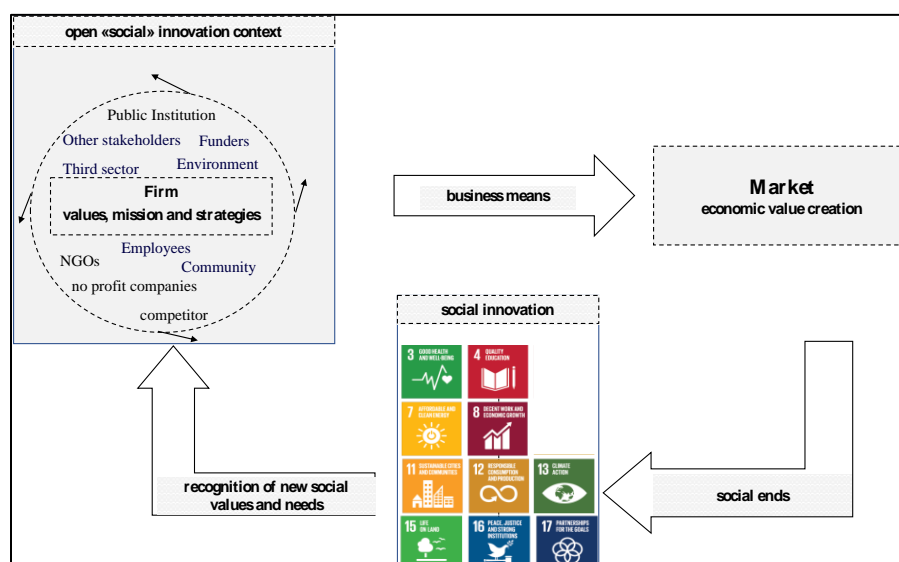 open «social» innovation context
Public Institution
Other stakeholders
Funders
Third sector
Environment
Firm
values, mission and strategies
Employees
NGOs
Community
no profit companies
competitor
business means
Market
economic value creation
social innovation
3 GOOD HEALTH
AND WELL-BEING
4 QUALITY
EDUCATION
7 AFFORDABLE AND
CLEAN ENERGY
8 DECENT WORK AND
ECONOMIC GROWTH
11 SUSTAINABLE CITIES
AND COMMUNITIES
12 RESPONSIBLE
CONSUMPTION
AND PRODUCTION
13 CLIMATE
ACTION
15 LIFE
ON LAND
16 PEACE, JUSTICE
AND STRONG
INSTITUTIONS
17 PARTNERSHIPS
FOR THE GOALS
social ends
recognition of new social
values and needs